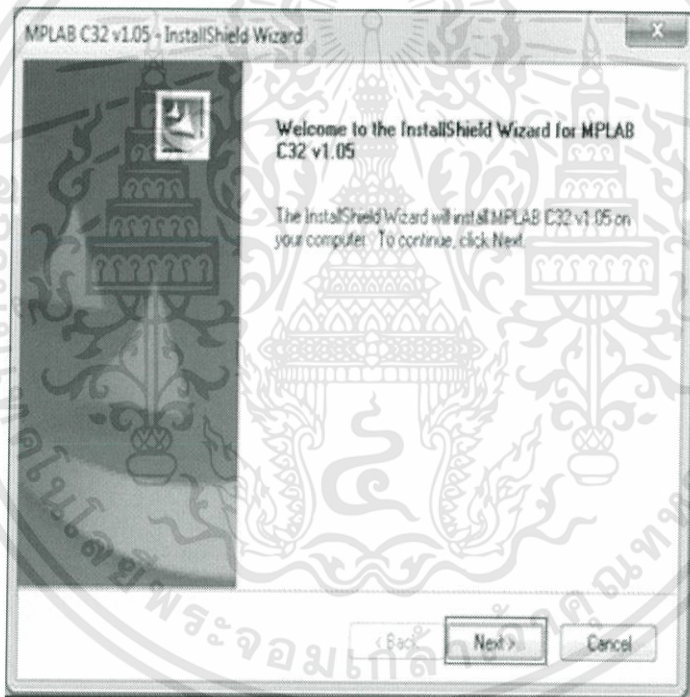 MPLAB C32 v1.05 - InstallShield Wizard
Welcome to the InstallShield Wizard for MPLAB
C32 v1.05
The InstallShield Wizard will install MPLAB C32 v1.05 on
your computer. To continue, click Next.
< Back
Next >
Cancel